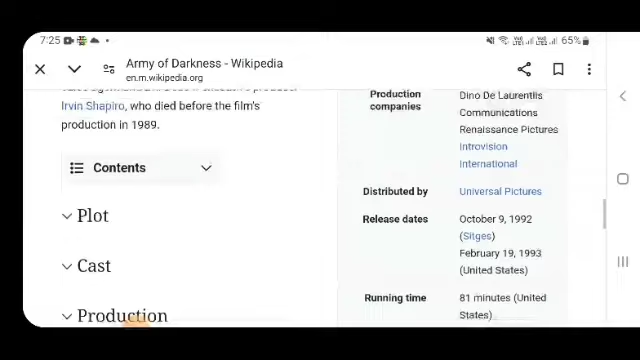 7:25 65%
Army of Darkness - Wikipedia
en.m.wikipedia.org
Irvin Shapiro, who died before the film's
production in 1989.
Contents
Plot
Cast
Production
Production companies
Dino De Laurentiis
Communications
Renaissance Pictures
Introvision
International
Distributed by Universal Pictures
Release dates October 9, 1992
(Sitges)
February 19, 1993
(United States)
Running time 81 minutes (United
States)